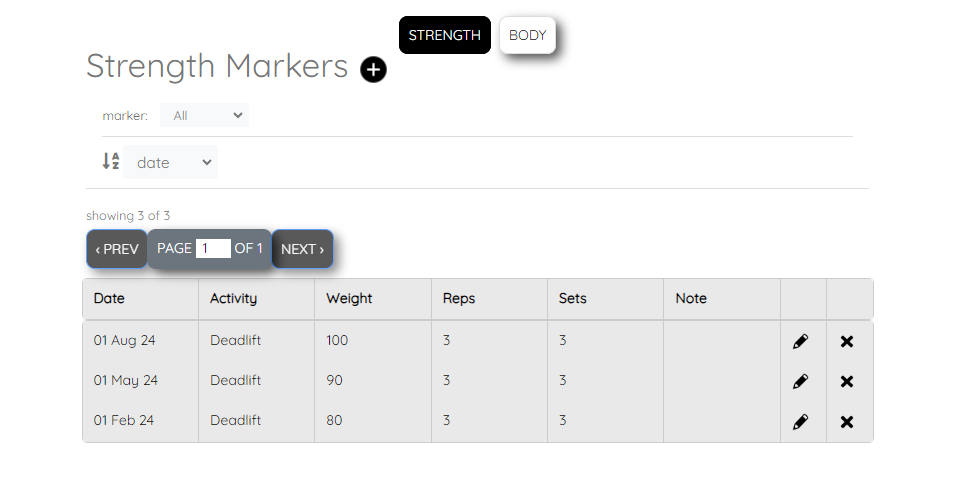 STRENGTH BODY
Strength Markers
marker: All
A Z date
showing 3 of 3
‹ PREV PAGE 1 OF 1 NEXT ›
Date Activity Weight Reps Sets Note
01 Aug 24 Deadlift 100 3 3
01 May 24 Deadlift 90 3 3
01 Feb 24 Deadlift 80 3 3